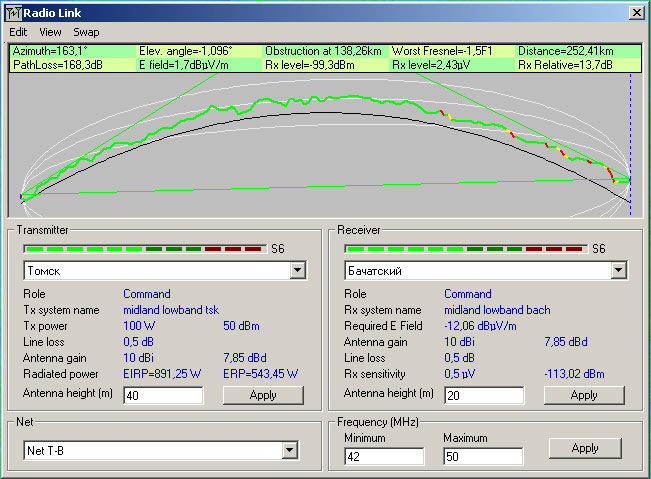 Radio Link
Edit View Swap
Azimuth=163,1° Elev. angle=-1,096° Obstruction at 138,26km Worst Fresnel=-1,5F1 Distance=252,41km
PathLoss=168,3dB E field=1,7dBµV/m Rx level=-99,3dBm Rx level=2,43µV Rx Relative=13,7dB
Transmitter
S6
Томск
Role Command
Tx system name midland lowband tsk
Tx power 100 W 50 dBm
Line loss 0,5 dB
Antenna gain 10 dBi 7,85 dBd
Radiated power EIRP=891,25 W ERP=543,45 W
Antenna height (m) 40 Apply
Receiver
S6
Бачатский
Role Command
Rx system name midland lowband bach
Required E Field -12,06 dBµV/m
Antenna gain 10 dBi 7,85 dBd
Line loss 0,5 dB
Rx sensitivity 0,5 µV -113,02 dBm
Antenna height (m) 20 Apply
Net
Net T-B
Frequency (MHz)
Minimum Maximum
42 50 Apply